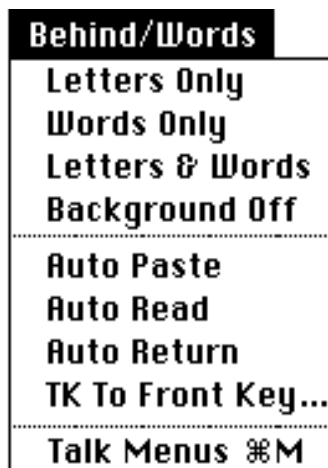 Behind/Words
Letters Only
Words Only
Letters & Words
Background Off
Auto Paste
Auto Read
Auto Return
TK To Front Key...
Talk Menus ⌘M